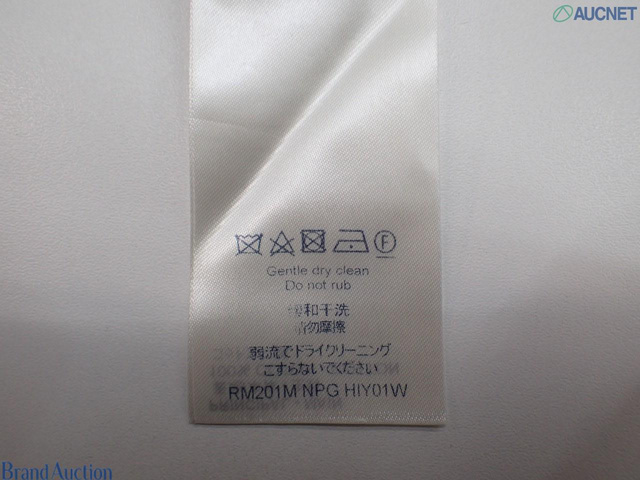 AUCNET
F
Gentle dry clean
Do not rub
和干洗
请勿摩擦
弱流でドライクリーニング
こすらないでください
RM201M NPG HIY01W
Brand Auction